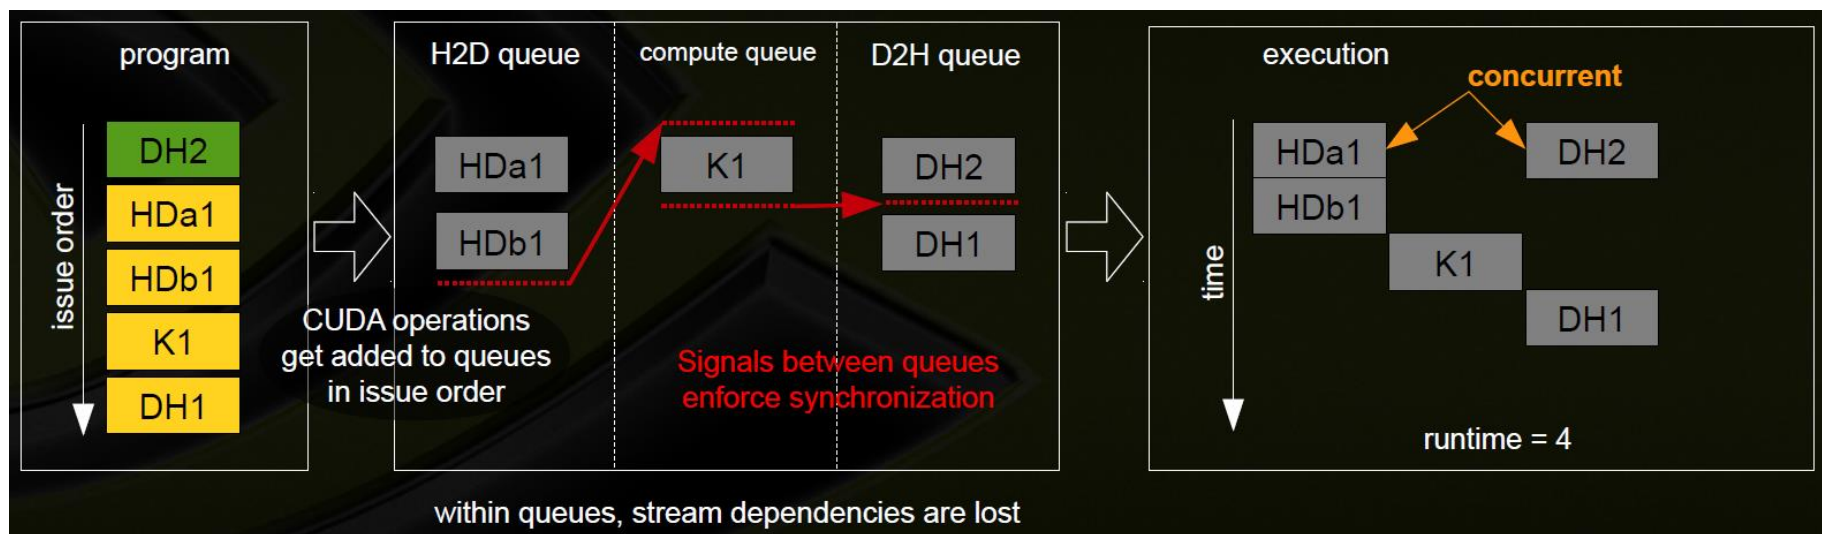 program
issue order
DH2
HDa1
HDb1
K1
DH1
CUDA operations
get added to queues
in issue order
H2D queue
HDa1
HDb1
compute queue
K1
D2H queue
DH2
DH1
Signals between queues
enforce synchronization
within queues, stream dependencies are lost
execution
concurrent
time
HDa1
DH2
HDb1
K1
DH1
runtime = 4